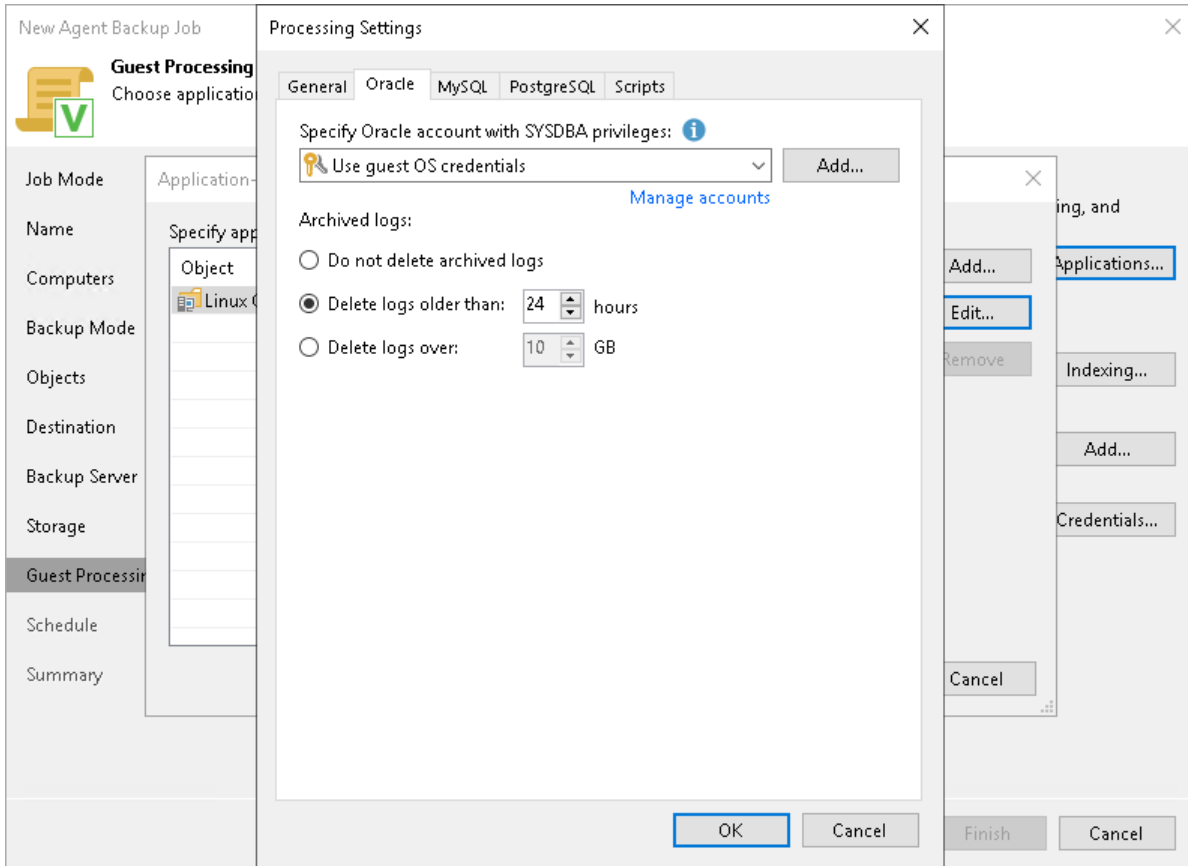 New Agent Backup Job
Guest Processing
Choose applicatio
Job Mode
Name
Computers
Backup Mode
Objects
Destination
Backup Server
Storage
Guest Processin
Schedule
Summary
Application-
Specify app
Object
Linux
Processing Settings
General Oracle MySQL PostgreSQL Scripts
Specify Oracle account with SYSDBA privileges:
Use guest OS credentials Add...
Manage accounts
Archived logs:
Do not delete archived logs
Delete logs older than: 24 hours
Delete logs over: 10 GB
OK Cancel
Add...
Edit...
Remove
Cancel
ing, and
Applications...
Indexing...
Add...
Credentials...
Finish Cancel